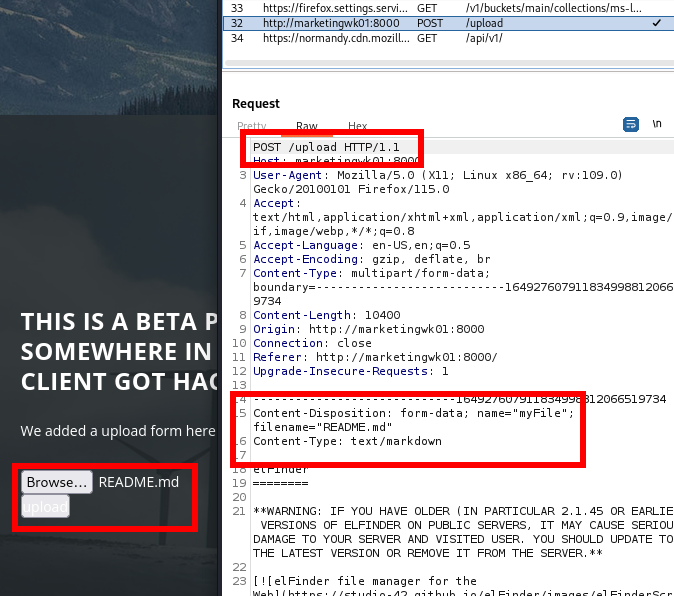 33 https://firefox.settings.servi... GET /v1/buckets/main/collections/ms-l...
32 http://marketingwk01:8000 POST /upload
34 https://normandy.cdn.mozill... GET /api/v1/
Request
Pretty Raw Hex
\n
POST /upload HTTP/1.1
Host: marketingwk01:8000
3 User-Agent: Mozilla/5.0 (X11; Linux x86_64; rv:109.0)
Gecko/20100101 Firefox/115.0
4 Accept:
text/html,application/xhtml+xml,application/xml;q=0.9,image/
if,image/webp,*/*;q=0.8
5 Accept-Language: en-US,en;q=0.5
6 Accept-Encoding: gzip, deflate, br
7 Content-Type: multipart/form-data;
boundary=---------------------------164927607911834998812066
9734
8 Content-Length: 10400
9 Origin: http://marketingwk01:8000
10 Connection: close
11 Referer: http://marketingwk01:8000/
12 Upgrade-Insecure-Requests: 1
13
-----------------------------164927607911834998812066519734
15 Content-Disposition: form-data; name="myFile";
filename="README.md"
16 Content-Type: text/markdown
17
18 elFinder
19 ========
20
21 **WARNING: IF YOU HAVE OLDER (IN PARTICULAR 2.1.45 OR EARLIE
VERSIONS OF ELFINDER ON PUBLIC SERVERS, IT MAY CAUSE SERIOU
DAMAGE TO YOUR SERVER AND VISITED USER. YOU SHOULD UPDATE TO
THE LATEST VERSION OR REMOVE IT FROM THE SERVER.**
22
23 [![elFinder file manager for the
Web](https://studio-42.github.io/elFinder/images/elFinderScr
THIS IS A BETA P
SOMEWHERE IN
CLIENT GOT HAC
We added a upload form here
Browse... README.md
upload